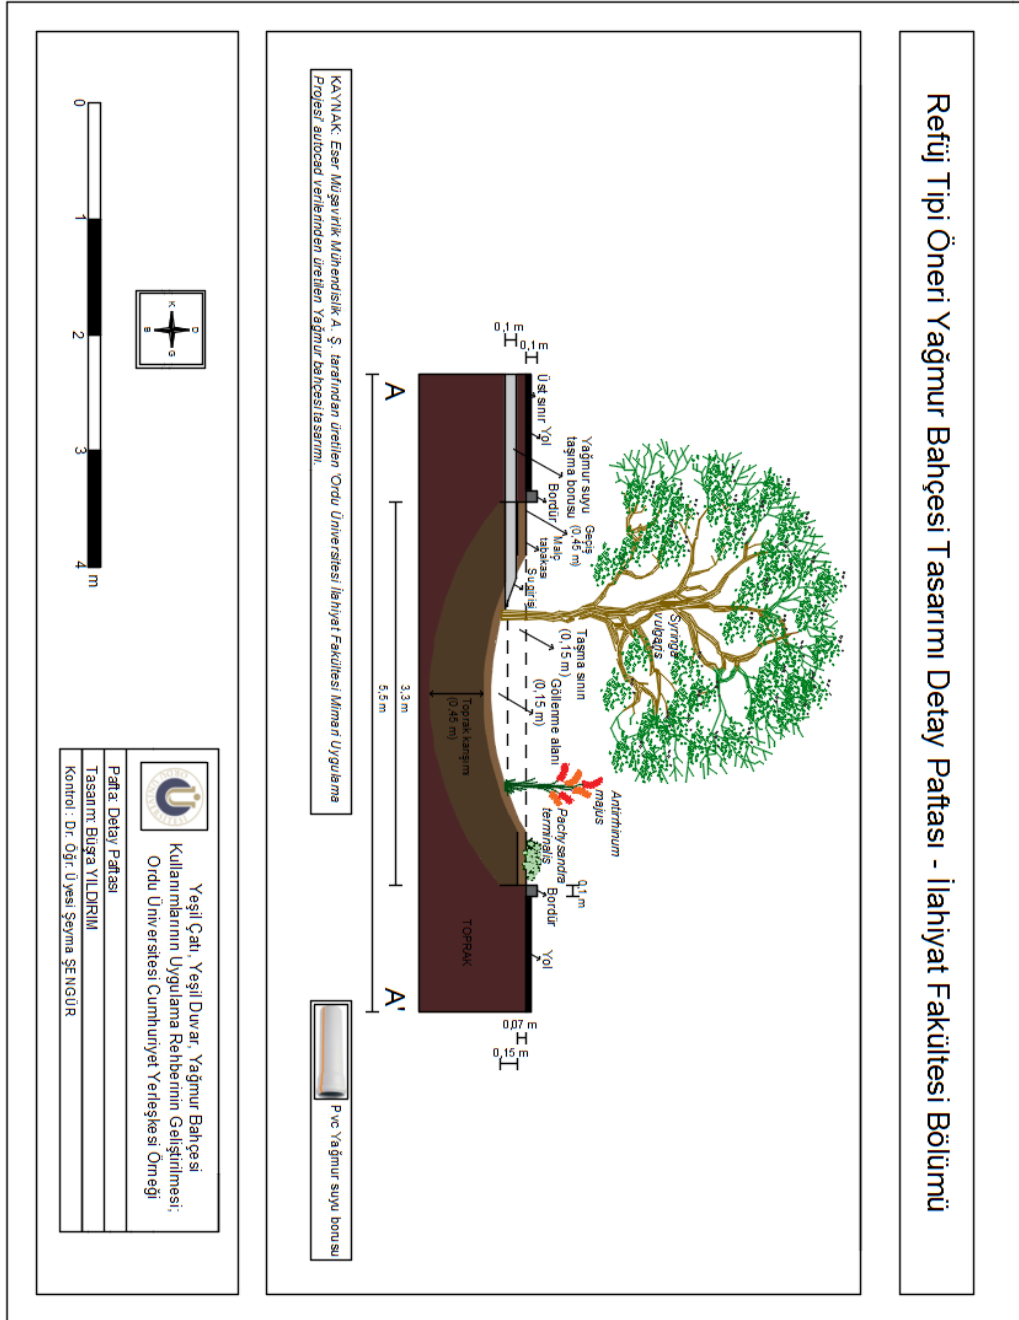 Refüj Tipi Öneri Yağmur Bahçesi Tasarımı Detay Paftası - İlahiyat Fakültesi Bölümü
Syringa
vulgaris
Antirrhinum
majus
Pachysandra
terminalis
0,1 m
0,1 m
Üst sınır
Yol
Yağmur suyu
taşıma borusu
Bordür
Geçiş
(0,45 m)
Malç
tabakası
Su girişi
Taşma sınırı
(0,15 m)
Göllenme alanı
(0,15 m)
0,1 m
Bordür
Yol
0,07 m
0,15 m
Toprak karışımı
(0,45 m)
TOPRAK
A
A'
3,3 m
5,5 m
KAYNAK: Eser Müşavirlik Mühendislik A. Ş. tarafından üretilen "Ordu Üniversitesi İlahiyat Fakültesi Mimari Uygulama
Projesi" autocad verilerinden üretilen Yağmur bahçesi tasarımı.
Pvc Yağmur suyu borusu
K
D
B
G
0
1
2
3
4
m
Yeşil Çatı, Yeşil Duvar, Yağmur Bahçesi
Kullanımlarının Uygulama Rehberinin Geliştirilmesi;
Ordu Üniversitesi Cumhuriyet Yerleşkesi Örneği
Pafta: Detay Paftası
Tasarım: Büşra YILDIRIM
Kontrol : Dr. Öğr. Üyesi Şeyma ŞENGÜR